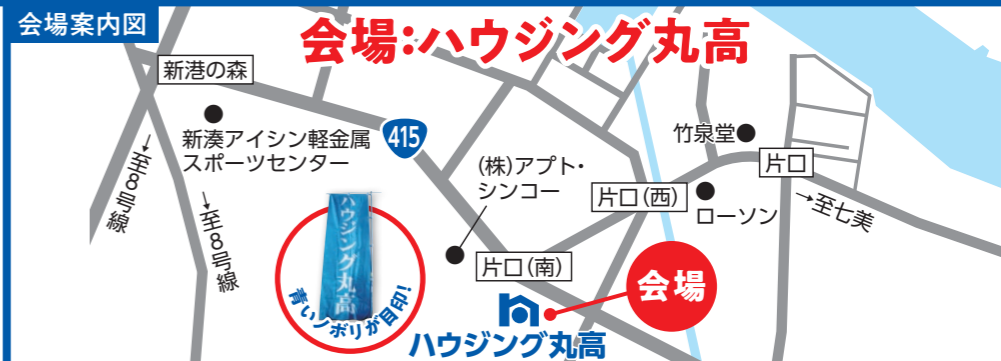 会場案内図
会場:ハウジング丸高
新港の森
新湊アイシン軽金属
スポーツセンター
415
←至8号線
←至8号線
(株)アプト・
シンコー
竹泉堂
片口
片口(西)
ローソン
→至七美
片口(南)
会場
ハウジング丸高
青いノボリが目印!
ハウジング丸高